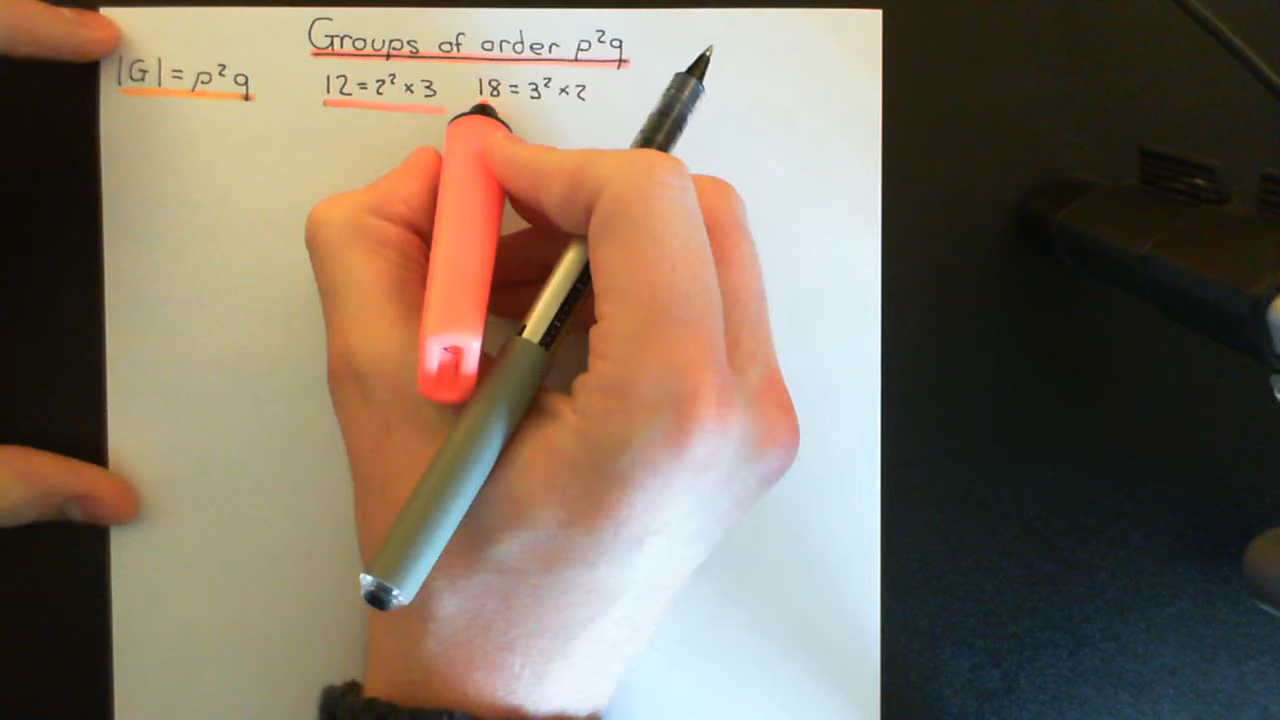 Groups of order p²q
|G| = p²q 12 = 2² × 3 18 = 3² × 2